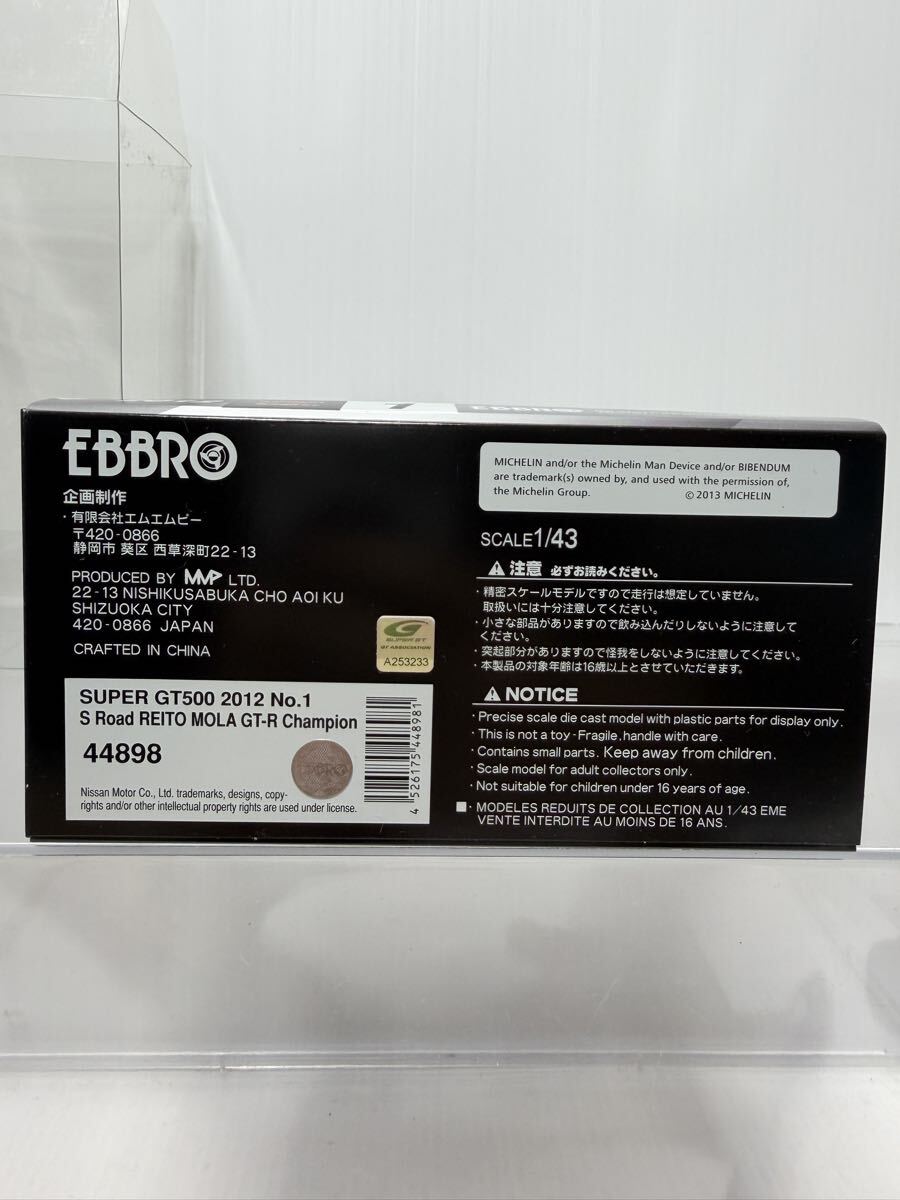 EBBRO
企画制作
・有限会社エムエムピー
〒420-0866
静岡市 葵区 西草深町22-13
PRODUCED BY MMP LTD.
22-13 NISHIKUSABUKA CHO AOI KU
SHIZUOKA CITY
420-0866 JAPAN
CRAFTED IN CHINA
SUPER GT
GT ASSOCIATION
A253233
SUPER GT500 2012 No.1
S Road REITO MOLA GT-R Champion
44898
EBBRO
Nissan Motor Co., Ltd. trademarks, designs, copy-
rights and/or other intellectual property rights are used under license.
4 526175 448981
MICHELIN and/or the Michelin Man Device and/or BIBENDUM
are trademark(s) owned by, and used with the permission of,
the Michelin Group. © 2013 MICHELIN
SCALE1/43
注意 必ずお読みください。
・精密スケールモデルですので走行は想定していません。
取扱いには十分注意してください。
・小さな部品がありますので飲み込んだりしないように注意して
ください。
・突起部分がありますので怪我をしないように注意してください。
・本製品の対象年齢は16歳以上とさせていただきます。
NOTICE
・Precise scale die cast model with plastic parts for display only.
・This is not a toy・Fragile, handle with care.
・Contains small parts. Keep away from children.
・Scale model for adult collectors only.
・Not suitable for children under 16 years of age.
■・MODELES REDUITS DE COLLECTION AU 1/43 EME
VENTE INTERDITE AU MOINS DE 16 ANS.